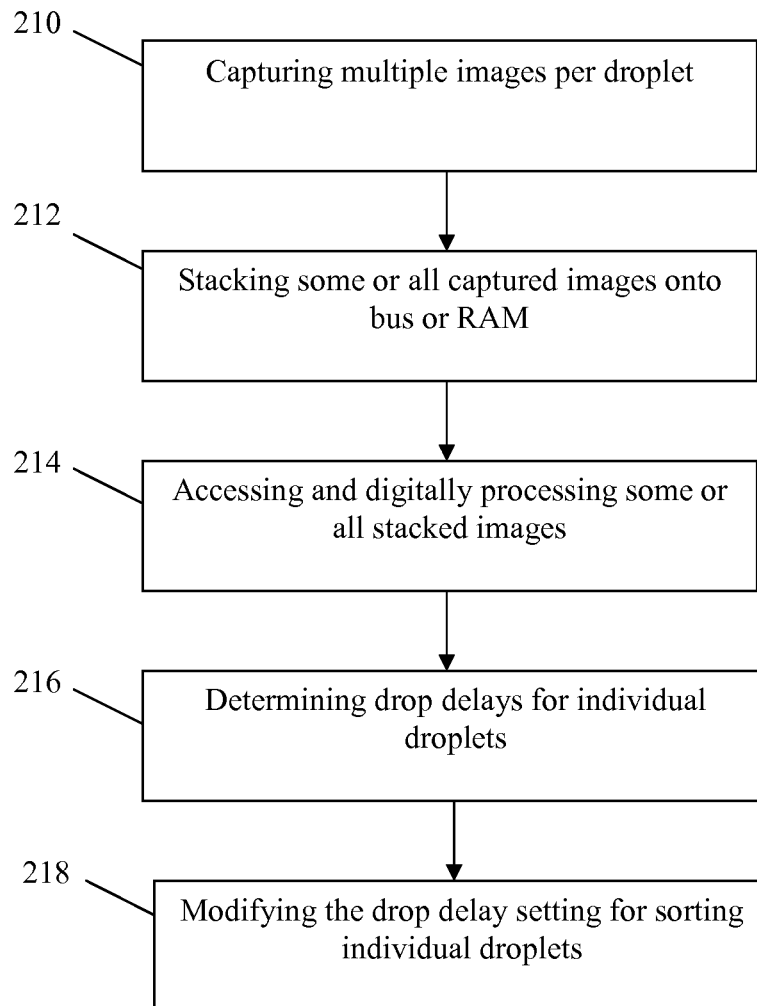 210
Capturing multiple images per droplet
212
Stacking some or all captured images onto
bus or RAM
214
Accessing and digitally processing some or
all stacked images
216
Determining drop delays for individual
droplets
218
Modifying the drop delay setting for sorting
individual droplets